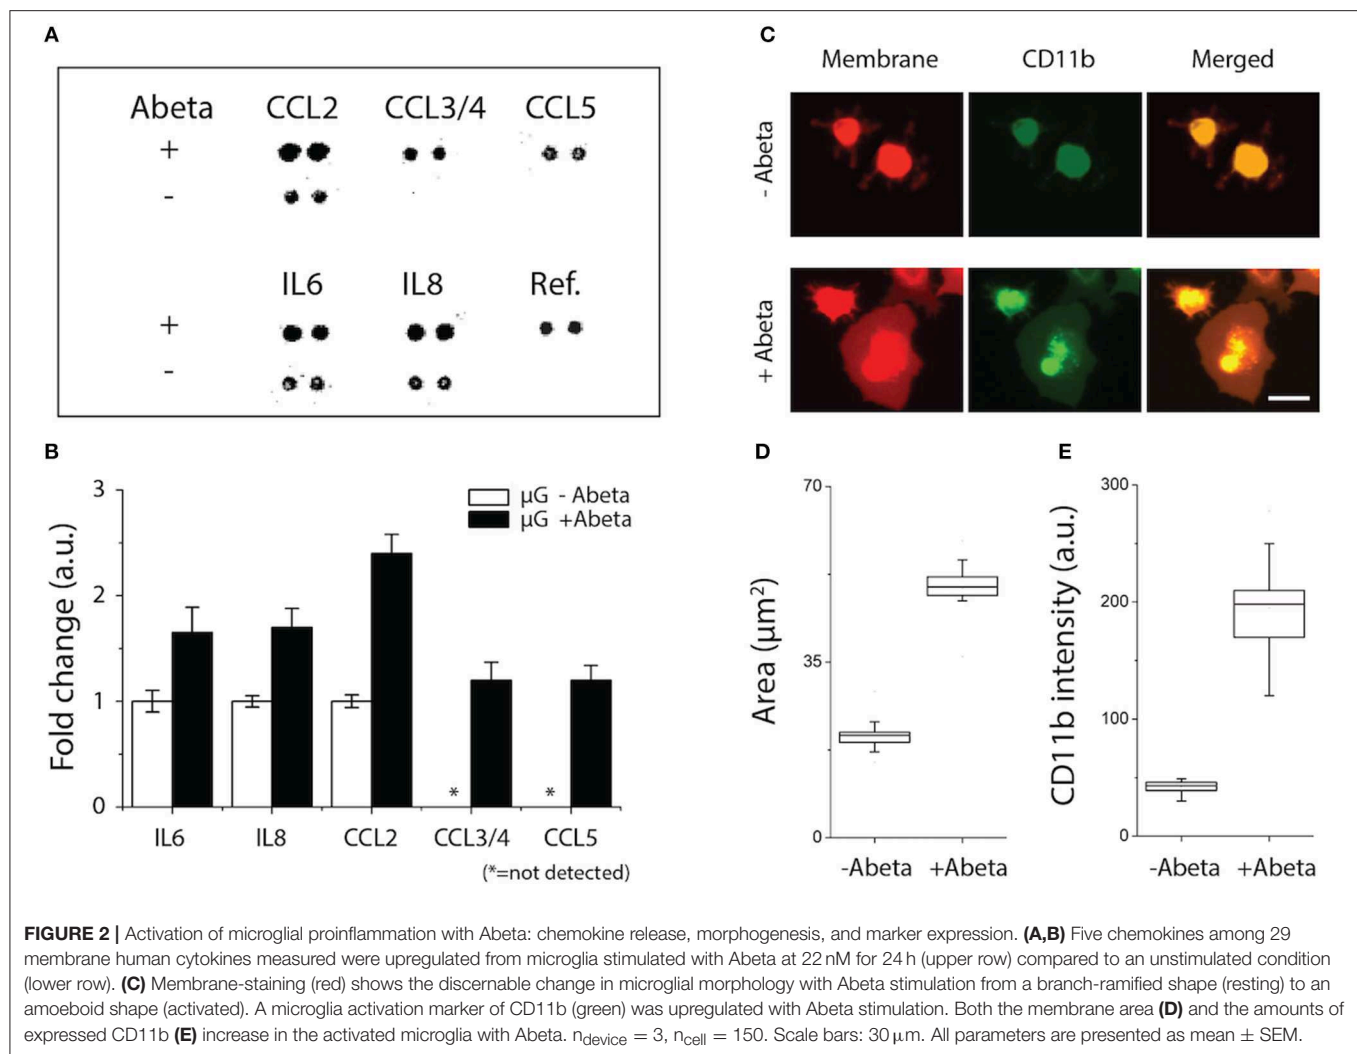 A
Abeta CCL2 CCL3/4 CCL5
+
-
IL6 IL8 Ref.
+
-
B
3
2
1
0
Fold change (a.u.)
µG - Abeta
µG +Abeta
* *
IL6 IL8 CCL2 CCL3/4 CCL5
(*=not detected)
C
Membrane CD11b Merged
- Abeta
+ Abeta
D
70
35
0
Area (µm²)
-Abeta +Abeta
E
300
200
100
0
CD11b intensity (a.u.)
-Abeta +Abeta
FIGURE 2 | Activation of microglial proinflammation with Abeta: chemokine release, morphogenesis, and marker expression. (A,B) Five chemokines among 29
membrane human cytokines measured were upregulated from microglia stimulated with Abeta at 22 nM for 24 h (upper row) compared to an unstimulated condition
(lower row). (C) Membrane-staining (red) shows the discernable change in microglial morphology with Abeta stimulation from a branch-ramified shape (resting) to an
amoeboid shape (activated). A microglia activation marker of CD11b (green) was upregulated with Abeta stimulation. Both the membrane area (D) and the amounts of
expressed CD11b (E) increase in the activated microglia with Abeta. n_device = 3, n_cell = 150. Scale bars: 30 µm. All parameters are presented as mean ± SEM.